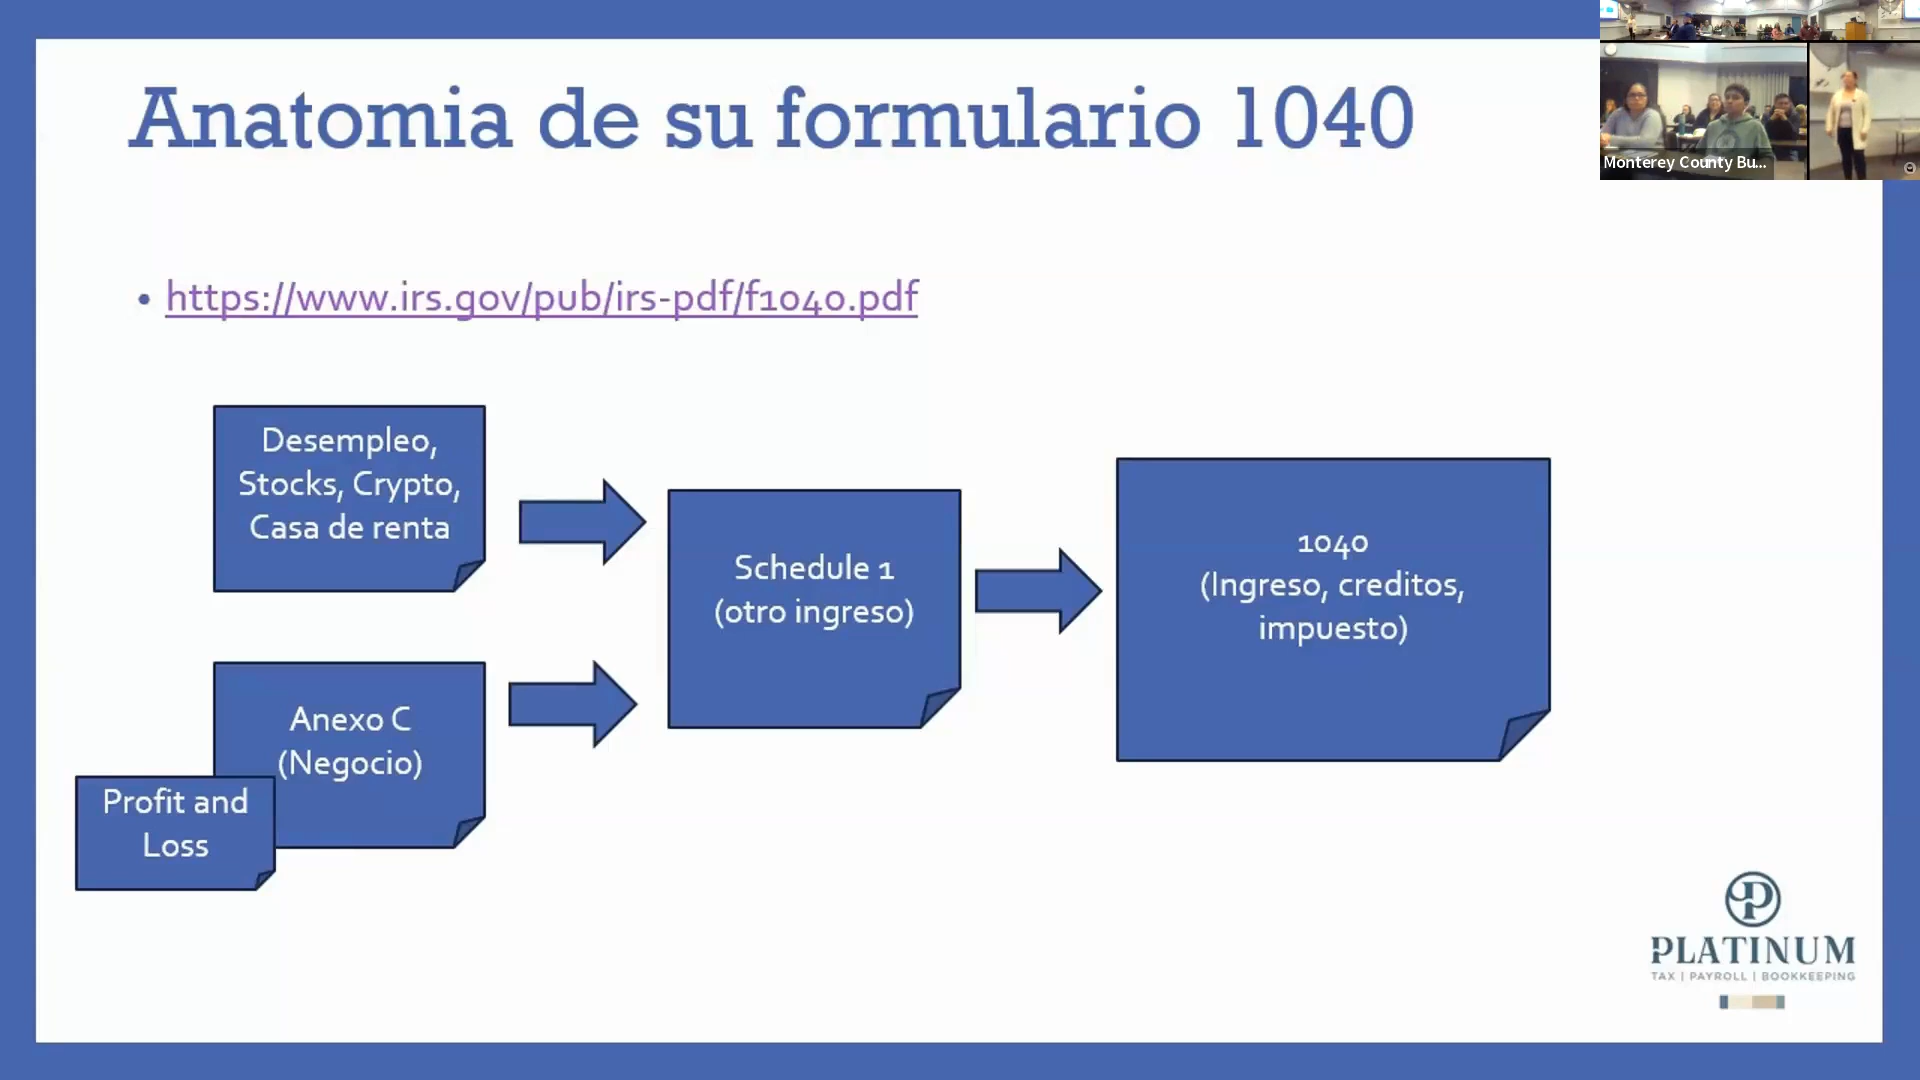 Anatomia de su formulario 1040
Monterey County Bu...
• https://www.irs.gov/pub/irs-pdf/f1040.pdf
Desempleo,
Stocks, Crypto,
Casa de renta
Schedule 1
(otro ingreso)
1040
(Ingreso, creditos,
impuesto)
Anexo C
(Negocio)
Profit and
Loss
P
PLATINUM
TAX | PAYROLL | BOOKKEEPING